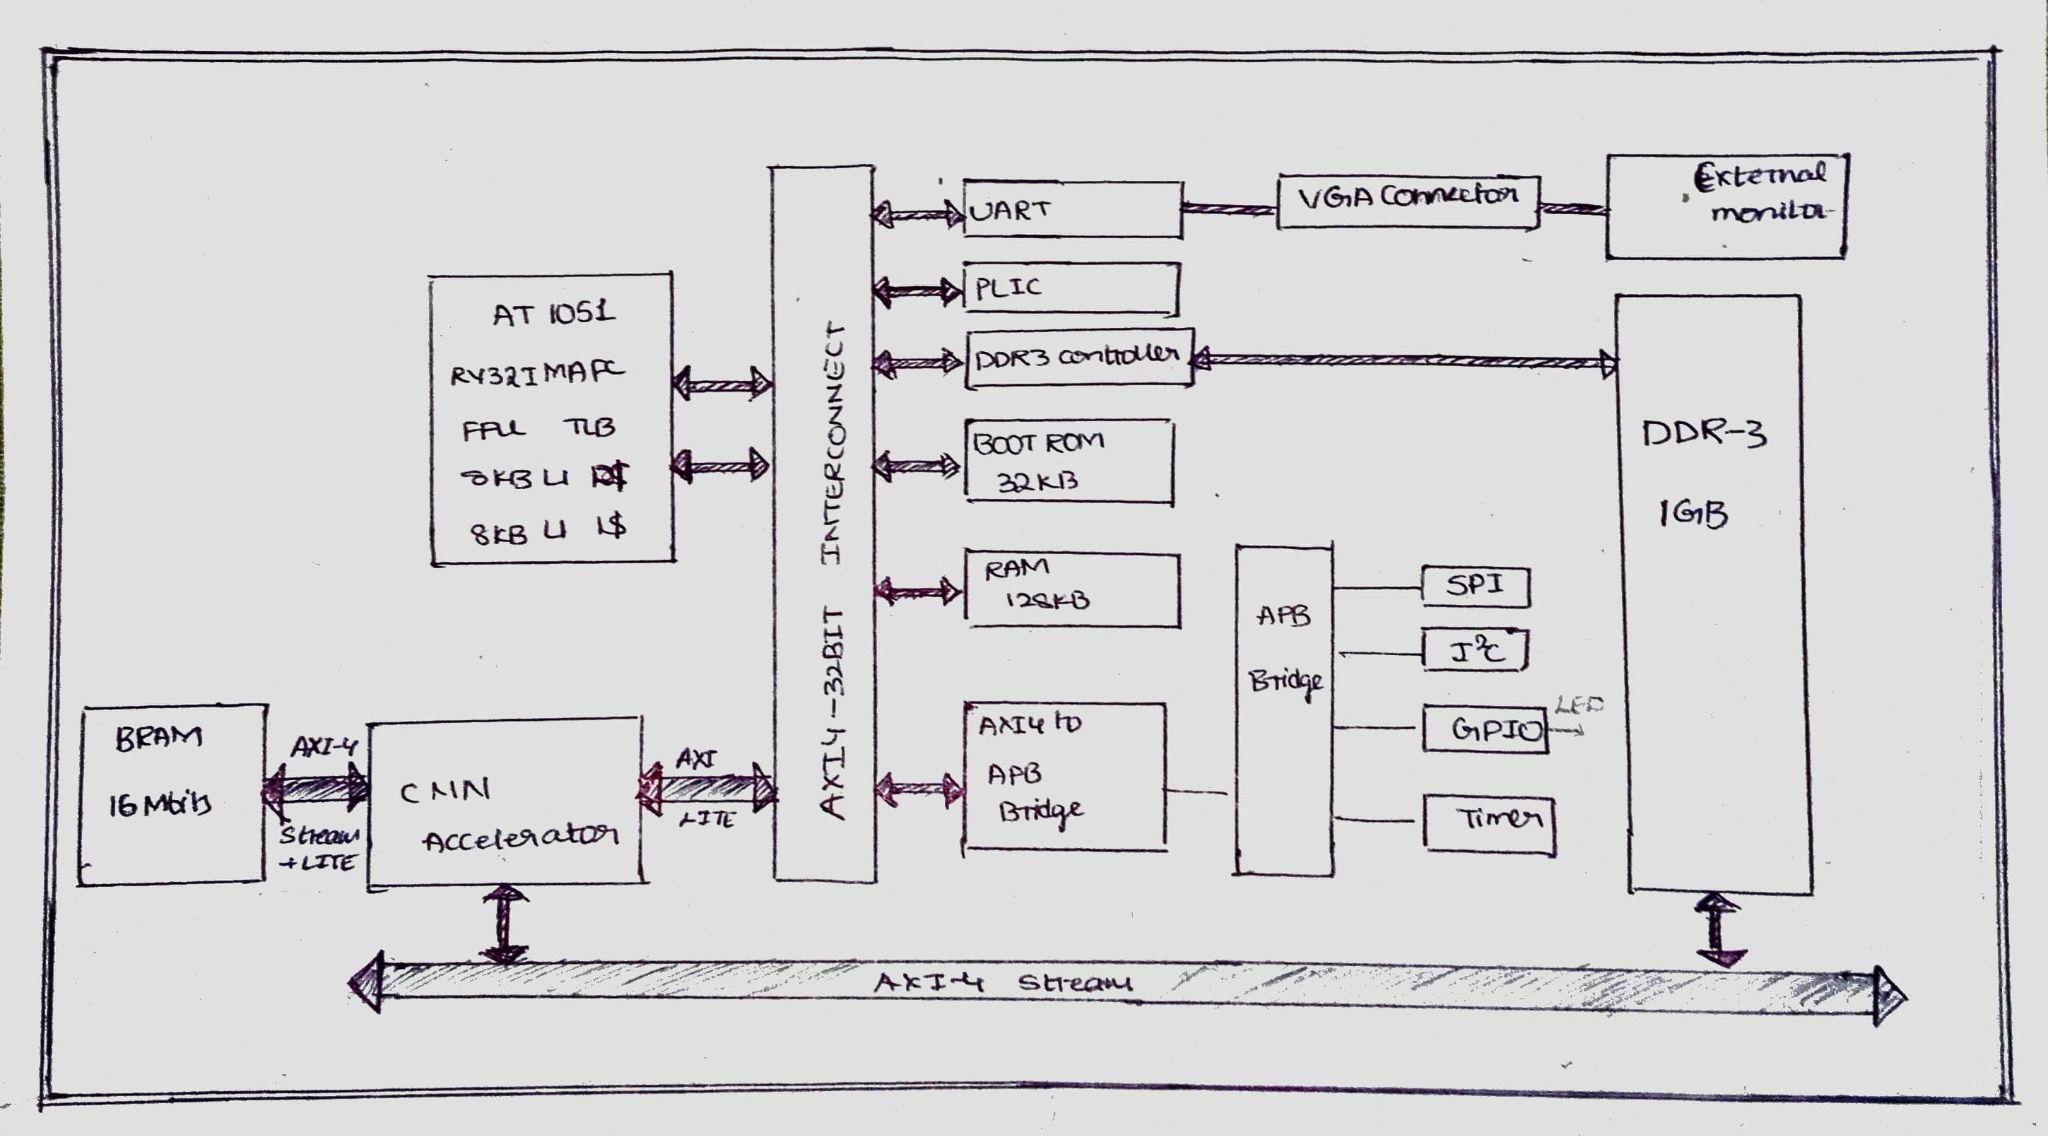 UART
VGA Connector
External
monitor
PLIC
AT 1051
RV32IMAFC
FPU TLB
8KB L1 D$
8KB L1 I$
AXI4-32BIT INTERCONNECT
DDR3 controller
BOOT ROM
32KB
RAM
128KB
DDR-3
1GB
APB
Bridge
SPI
I²C
GPIO
LED
Timer
AXI4 to
APB
Bridge
BRAM
16 Mbits
AXI-4
Stream
+LITE
CNN
Accelerator
AXI
LITE
AXI-4 Stream